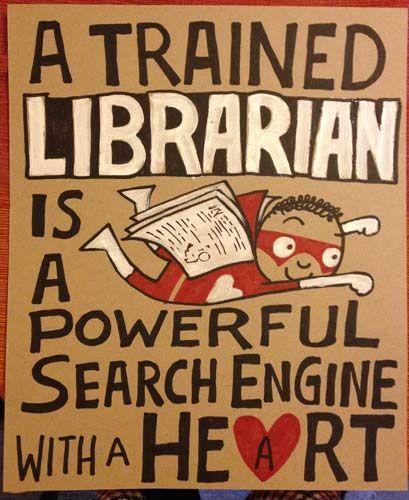 A TRAINED
LIBRARIAN
IS
A
POWERFUL
SEARCH ENGINE
WITH A HEART